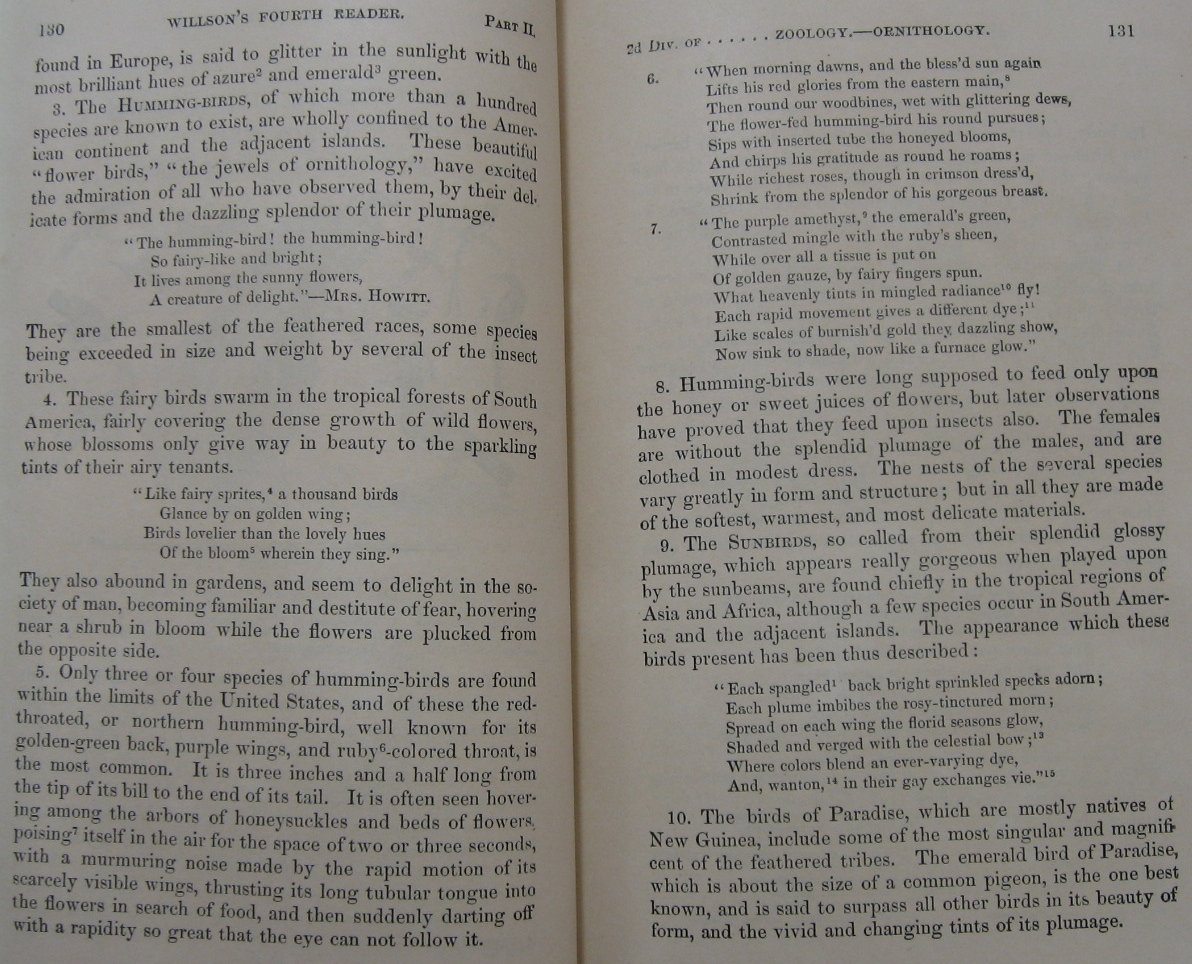 130
WILLSON'S FOURTH READER.
PART II.
found in Europe, is said to glitter in the sunlight with the
most brilliant hues of azure² and emerald³ green.
3. The HUMMING-BIRDS, of which more than a hundred
species are known to exist, are wholly confined to the Amer-
ican continent and the adjacent islands. These beautiful
"flower birds," "the jewels of ornithology," have excited
the admiration of all who have observed them, by their del-
icate forms and the dazzling splendor of their plumage.
"The humming-bird! the humming-bird!
So fairy-like and bright;
It lives among the sunny flowers,
A creature of delight."—MRS. HOWITT.
They are the smallest of the feathered races, some species
being exceeded in size and weight by several of the insect
tribe.
4. These fairy birds swarm in the tropical forests of South
America, fairly covering the dense growth of wild flowers,
whose blossoms only give way in beauty to the sparkling
tints of their airy tenants.
"Like fairy sprites,⁴ a thousand birds
Glance by on golden wing;
Birds lovelier than the lovely hues
Of the bloom⁵ wherein they sing."
They also abound in gardens, and seem to delight in the so-
ciety of man, becoming familiar and destitute of fear, hovering
near a shrub in bloom while the flowers are plucked from
the opposite side.
5. Only three or four species of humming-birds are found
within the limits of the United States, and of these the red-
throated, or northern humming-bird, well known for its
golden-green back, purple wings, and ruby⁶-colored throat, is
the most common. It is three inches and a half long from
the tip of its bill to the end of its tail. It is often seen hover-
ing among the arbors of honeysuckles and beds of flowers,
poising⁷ itself in the air for the space of two or three seconds,
with a murmuring noise made by the rapid motion of its
scarcely visible wings, thrusting its long tubular tongue into
the flowers in search of food, and then suddenly darting off
with a rapidity so great that the eye can not follow it.
2d DIV. OF . . . . . . ZOOLOGY.—ORNITHOLOGY.
131
6. "When morning dawns, and the bless'd sun again
Lifts his red glories from the eastern main,⁸
Then round our woodbines, wet with glittering dews,
The flower-fed humming-bird his round pursues;
Sips with inserted tube the honeyed blooms,
And chirps his gratitude as round he roams;
While richest roses, though in crimson dress'd,
Shrink from the splendor of his gorgeous breast.
7. "The purple amethyst,⁹ the emerald's green,
Contrasted mingle with the ruby's sheen,
While over all a tissue is put on
Of golden gauze, by fairy fingers spun.
What heavenly tints in mingled radiance¹⁰ fly!
Each rapid movement gives a different dye;¹¹
Like scales of burnish'd gold they dazzling show,
Now sink to shade, now like a furnace glow."
8. Humming-birds were long supposed to feed only upon
the honey or sweet juices of flowers, but later observations
have proved that they feed upon insects also. The females
are without the splendid plumage of the males, and are
clothed in modest dress. The nests of the several species
vary greatly in form and structure; but in all they are made
of the softest, warmest, and most delicate materials.
9. The SUNBIRDS, so called from their splendid glossy
plumage, which appears really gorgeous when played upon
by the sunbeams, are found chiefly in the tropical regions of
Asia and Africa, although a few species occur in South Amer-
ica and the adjacent islands. The appearance which these
birds present has been thus described:
"Each spangled¹ back bright sprinkled specks adorn;
Each plume imbibes the rosy-tinctured morn;
Spread on each wing the florid seasons glow,
Shaded and verged with the celestial bow;¹³
Where colors blend an ever-varying dye,
And, wanton,¹⁴ in their gay exchanges vie."¹⁵
10. The birds of Paradise, which are mostly natives of
New Guinea, include some of the most singular and magnifi-
cent of the feathered tribes. The emerald bird of Paradise,
which is about the size of a common pigeon, is the one best
known, and is said to surpass all other birds in its beauty of
form, and the vivid and changing tints of its plumage.